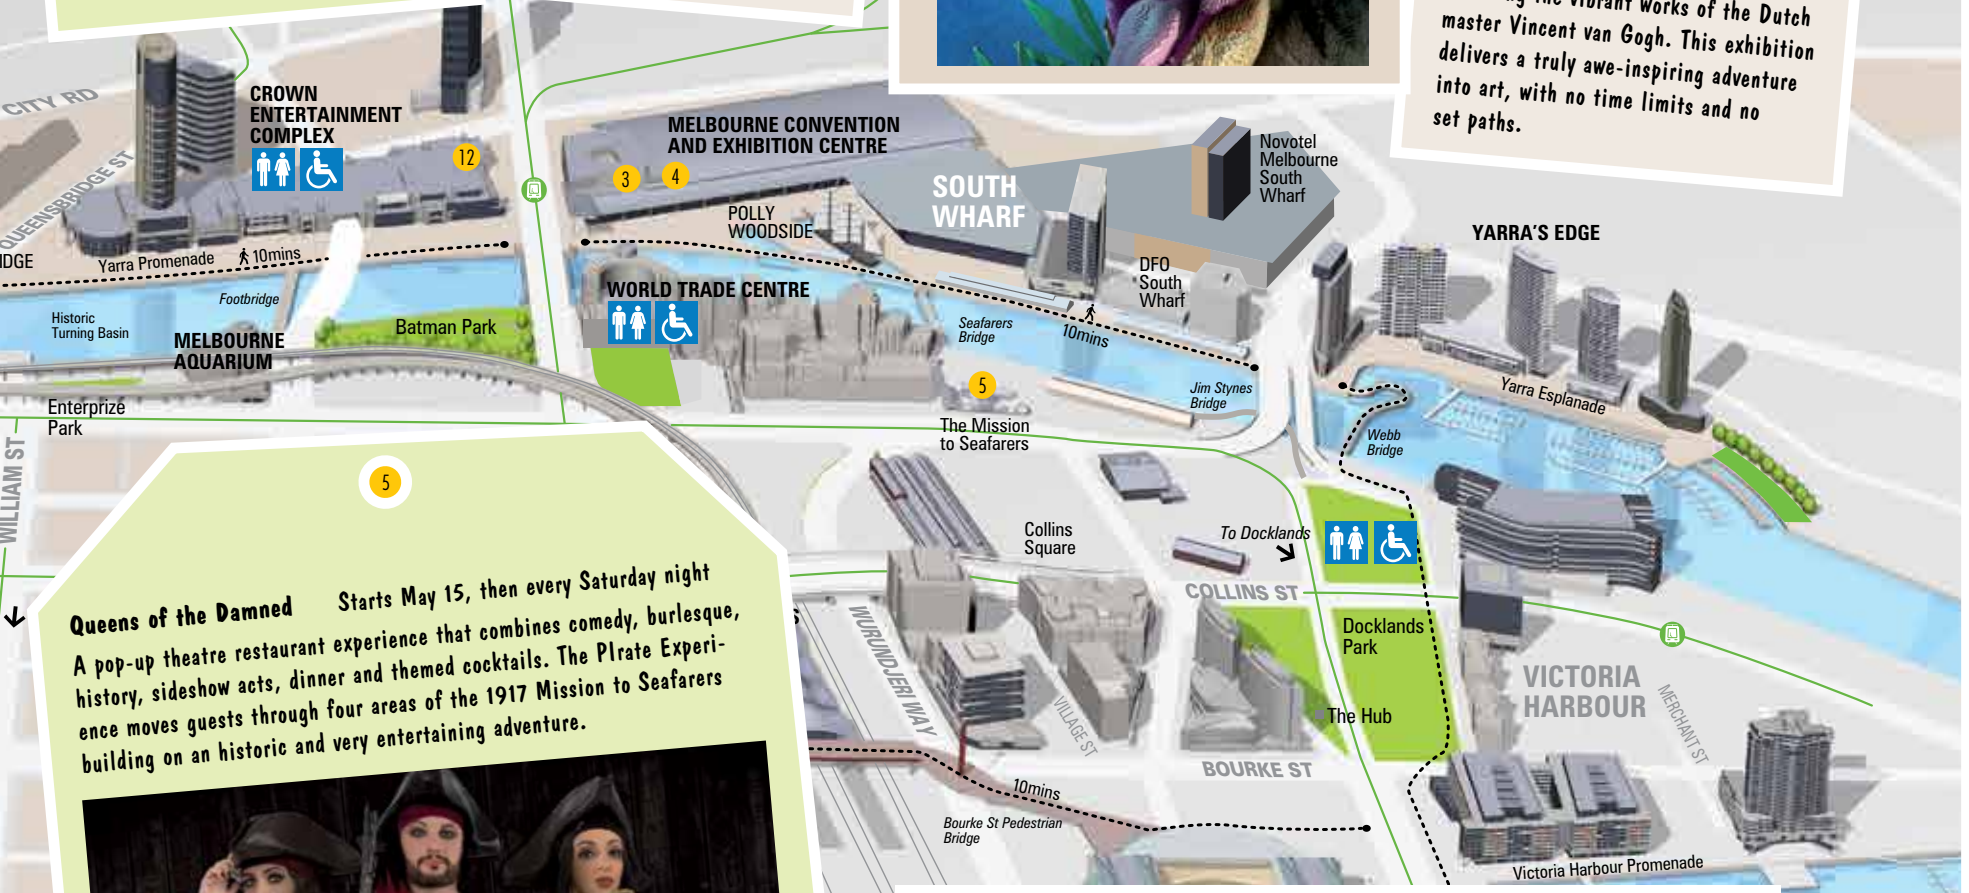 ing the vibrant works of the Dutch
master Vincent van Gogh. This exhibition
delivers a truly awe-inspiring adventure
into art, with no time limits and no
set paths.
CITY RD
CROWN
ENTERTAINMENT
COMPLEX
12
MELBOURNE CONVENTION
AND EXHIBITION CENTRE
3
4
Novotel
Melbourne
South
Wharf
SOUTH
WHARF
QUEENSBRIDGE ST
POLLY
WOODSIDE
YARRA'S EDGE
IDGE
Yarra Promenade
10mins
DFO
South
Wharf
Footbridge
WORLD TRADE CENTRE
Historic
Turning Basin
Batman Park
MELBOURNE
AQUARIUM
Seafarers
Bridge
10mins
5
Jim Stynes
Bridge
Yarra Esplanade
Enterprize
Park
The Mission
to Seafarers
Webb
Bridge
WILLIAM ST
5
Collins
Square
To Docklands
COLLINS ST
Docklands
Park
WURUNDJERI WAY
VILLAGE ST
The Hub
VICTORIA
HARBOUR
MERCHANT ST
BOURKE ST
10mins
Bourke St Pedestrian
Bridge
Victoria Harbour Promenade
S
Queens of the Damned Starts May 15, then every Saturday night
A pop-up theatre restaurant experience that combines comedy, burlesque,
history, sideshow acts, dinner and themed cocktails. The PIrate Experi-
ence moves guests through four areas of the 1917 Mission to Seafarers
building on an historic and very entertaining adventure.